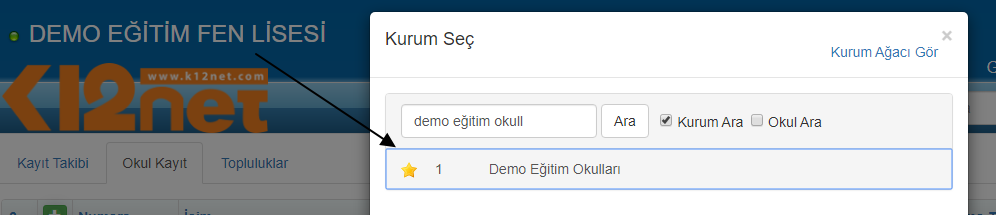 DEMO EĞİTİM FEN LİSESİ
K12net
www.k12net.com
Kayıt Takibi
Okul Kayıt
Topluluklar
Numara
İsim
Kurum Seç
×
Kurum Ağacı Gör
demo eğitim okull
Ara
Kurum Ara
Okul Ara
1
Demo Eğitim Okulları
G